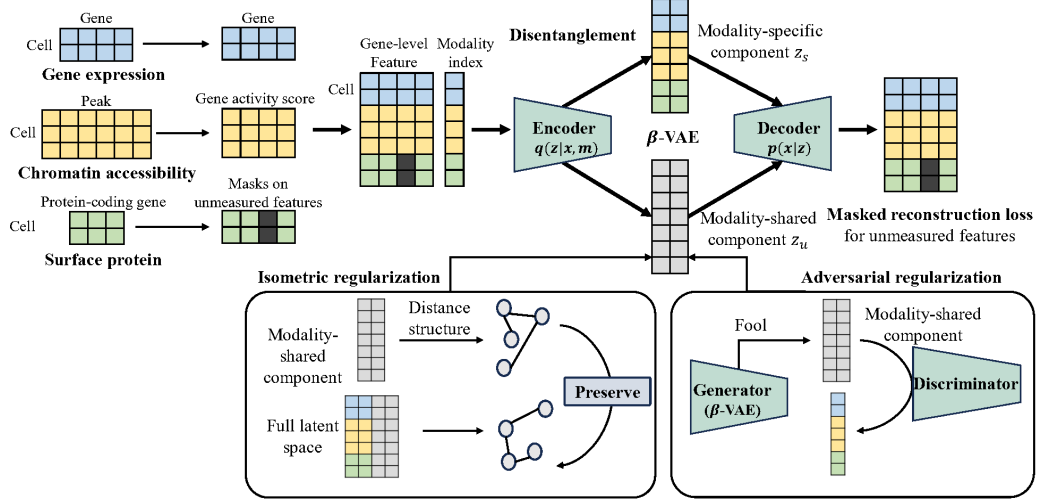 Gene
Gene
Cell
Gene expression
Peak
Gene activity score
Cell
Chromatin accessibility
Protein-coding gene
Masks on
unmeasured features
Cell
Surface protein
Gene-level
Feature
Modality
index
Cell
Disentanglement
Encoder
q(z|x, m)
β-VAE
Modality-specific
component z_s
Decoder
p(x|z)
Modality-shared
component z_u
Masked reconstruction loss
for unmeasured features
Isometric regularization
Modality-
shared
component
Distance
structure
Preserve
Full latent
space
Adversarial regularization
Fool
Modality-shared
component
Generator
(β-VAE)
Discriminator